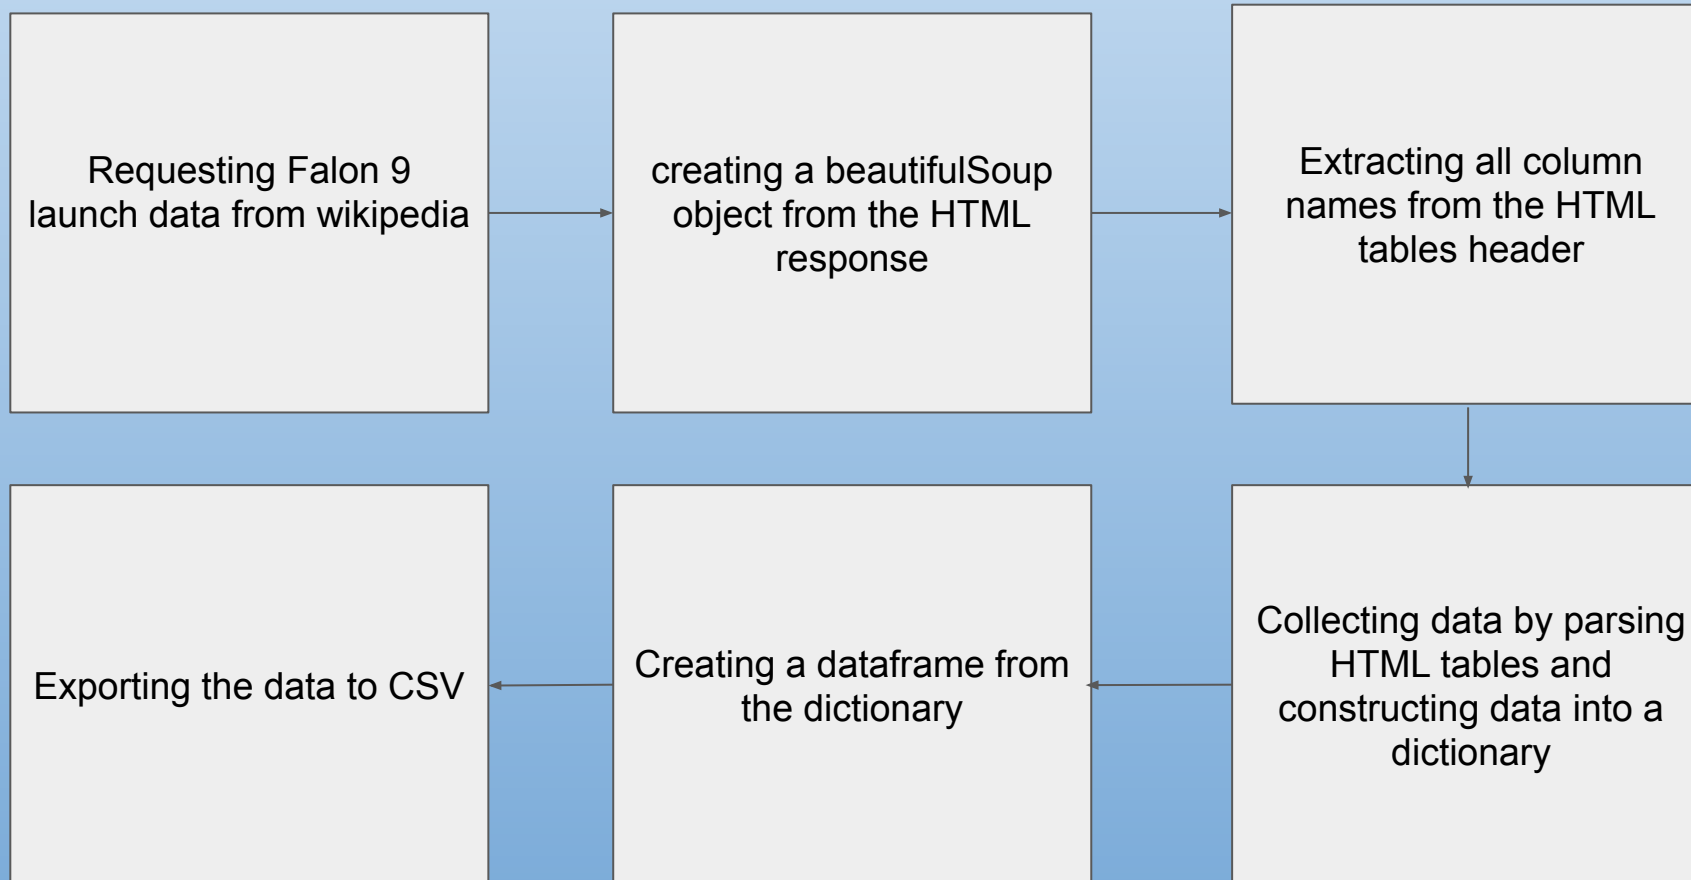 Requesting Falon 9
launch data from wikipedia
creating a beautifulSoup
object from the HTML
response
Extracting all column
names from the HTML
tables header
Collecting data by parsing
HTML tables and
constructing data into a
dictionary
Creating a dataframe from
the dictionary
Exporting the data to CSV